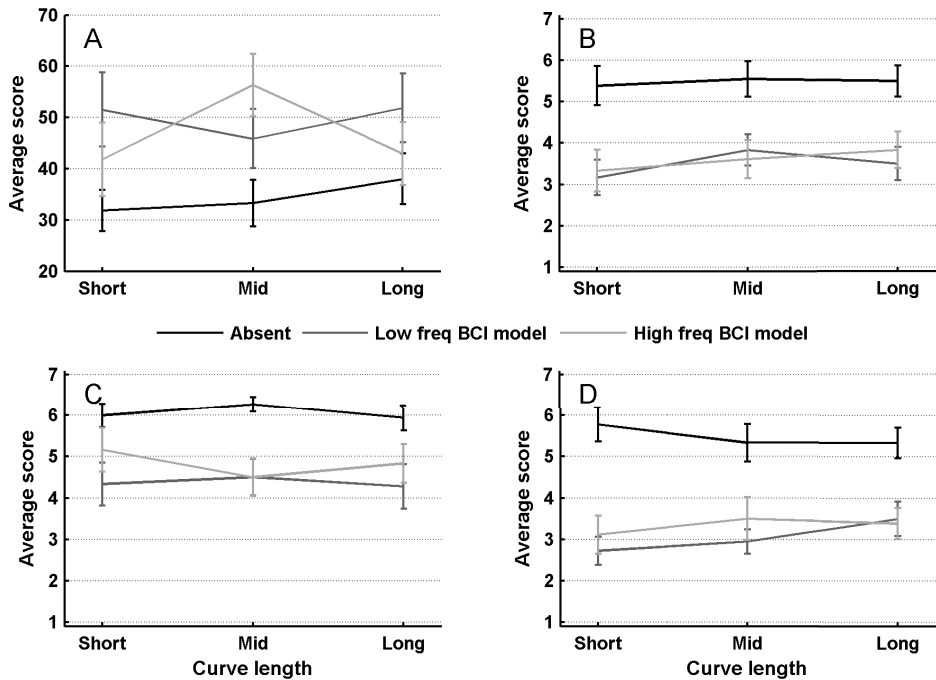 A
70
60
50
40
30
20
Average score
Short Mid Long
B
7
6
5
4
3
2
1
Average score
Short Mid Long
Absent Low freq BCI model High freq BCI model
C
7
6
5
4
3
2
1
Average score
Short Mid Long
Curve length
D
7
6
5
4
3
2
1
Average score
Short Mid Long
Curve length